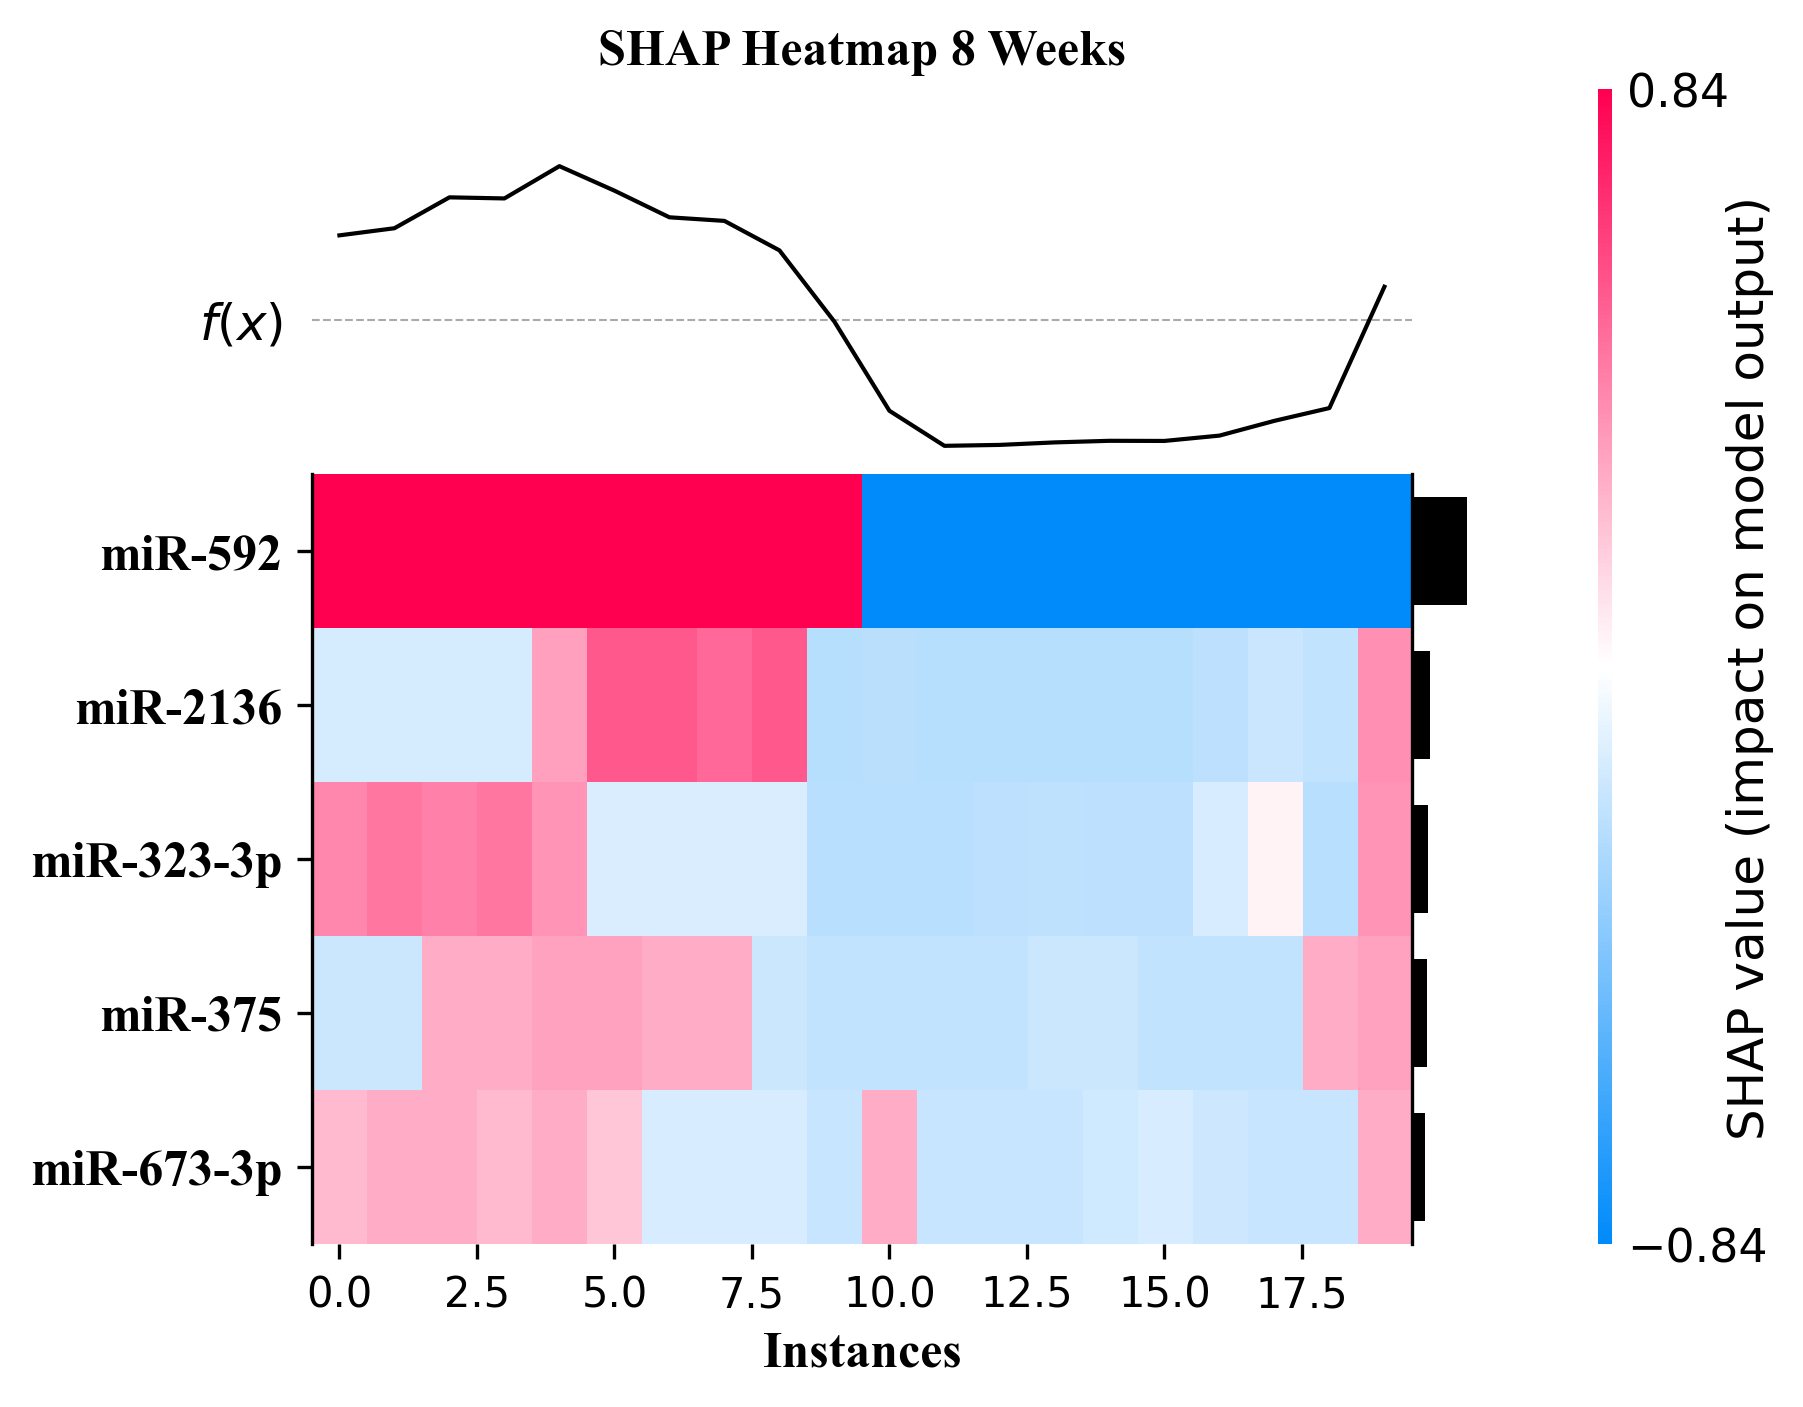 SHAP Heatmap 8 Weeks
0.84
f(x)
miR-592
miR-2136
miR-323-3p
miR-375
miR-673-3p
0.0 2.5 5.0 7.5 10.0 12.5 15.0 17.5
Instances
SHAP value (impact on model output)
−0.84